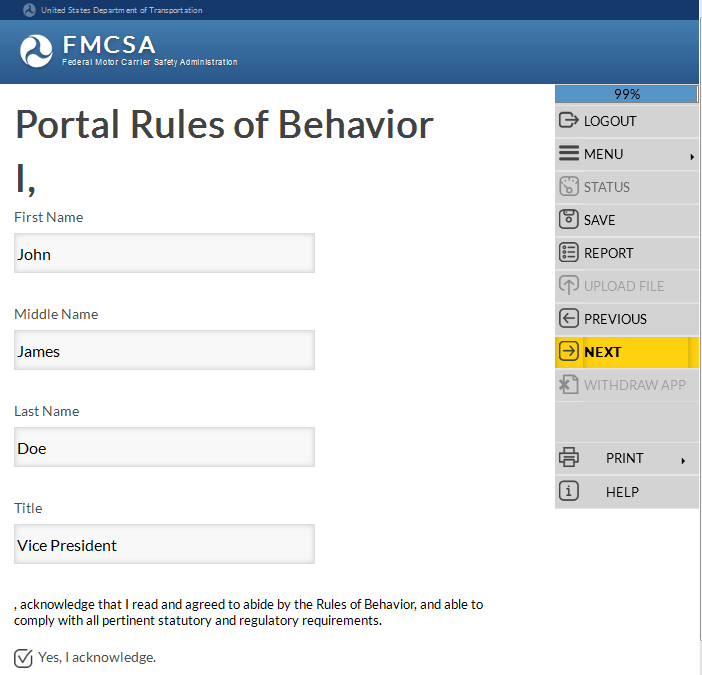 United States Department of Transportation
FMCSA
Federal Motor Carrier Safety Administration
99%
LOGOUT
MENU
STATUS
SAVE
REPORT
UPLOAD FILE
PREVIOUS
NEXT
WITHDRAW APP
PRINT
HELP
Portal Rules of Behavior
I,
First Name
John
Middle Name
James
Last Name
Doe
Title
Vice President
, acknowledge that I read and agreed to abide by the Rules of Behavior, and able to
comply with all pertinent statutory and regulatory requirements.
Yes, I acknowledge.